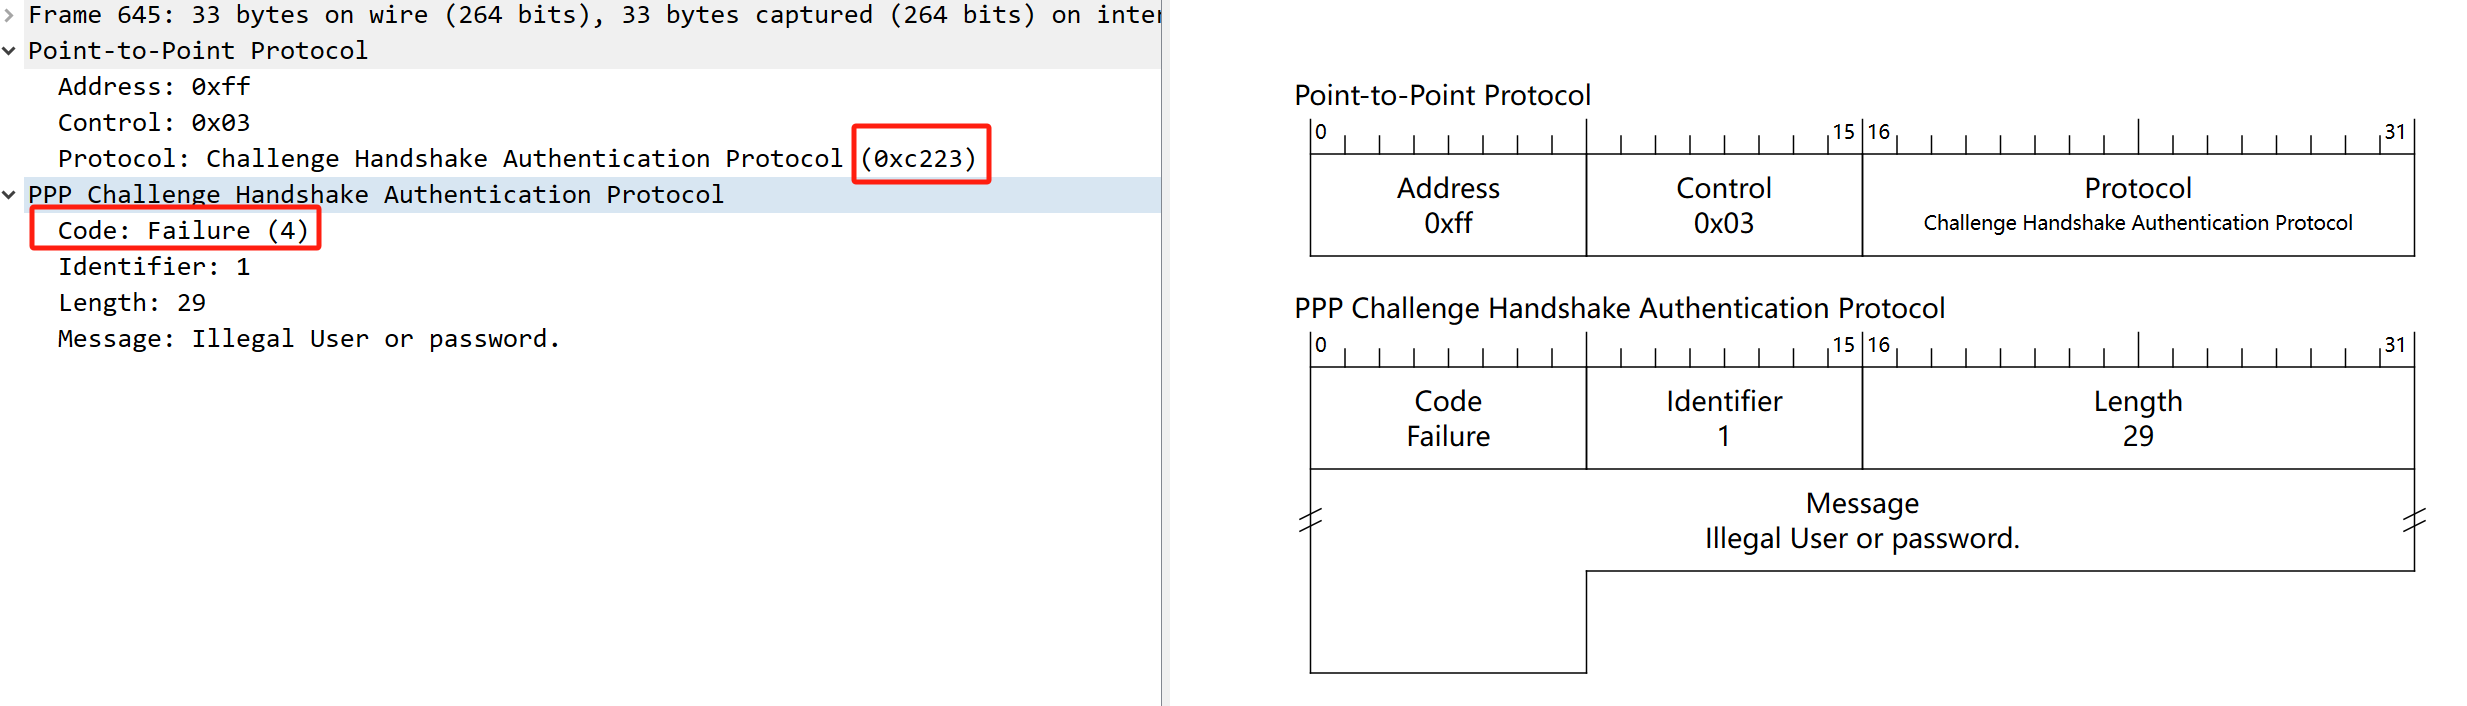 Frame 645: 33 bytes on wire (264 bits), 33 bytes captured (264 bits) on
Point-to-Point Protocol
Address: 0xff
Control: 0x03
Protocol: Challenge Handshake Authentication Protocol (0xc223)
PPP Challenge Handshake Authentication Protocol
Code: Failure (4)
Identifier: 1
Length: 29
Message: Illegal User or password.
Point-to-Point Protocol
0 15 16 31
Address Control Protocol
0xff 0x03 Challenge Handshake Authentication Protocol
PPP Challenge Handshake Authentication Protocol
0 15 16 31
Code Identifier Length
Failure 1 29
Message
Illegal User or password.